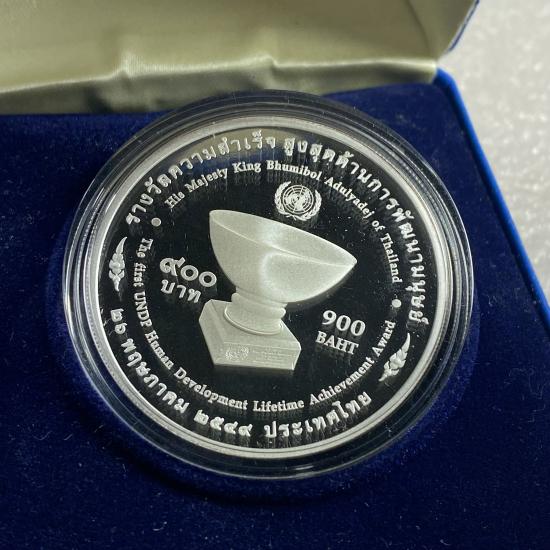 รางวัลความสำเร็จ สูงสุดด้านการพัฒนามนุษย์
His Majesty King Bhumibol Adulyadej of Thailand
๙๐๐
บาท
900
BAHT
The first UNDP Human Development Lifetime Achievement Award
๒๖ พฤษภาคม ๒๕๔๙ ประเทศไทย